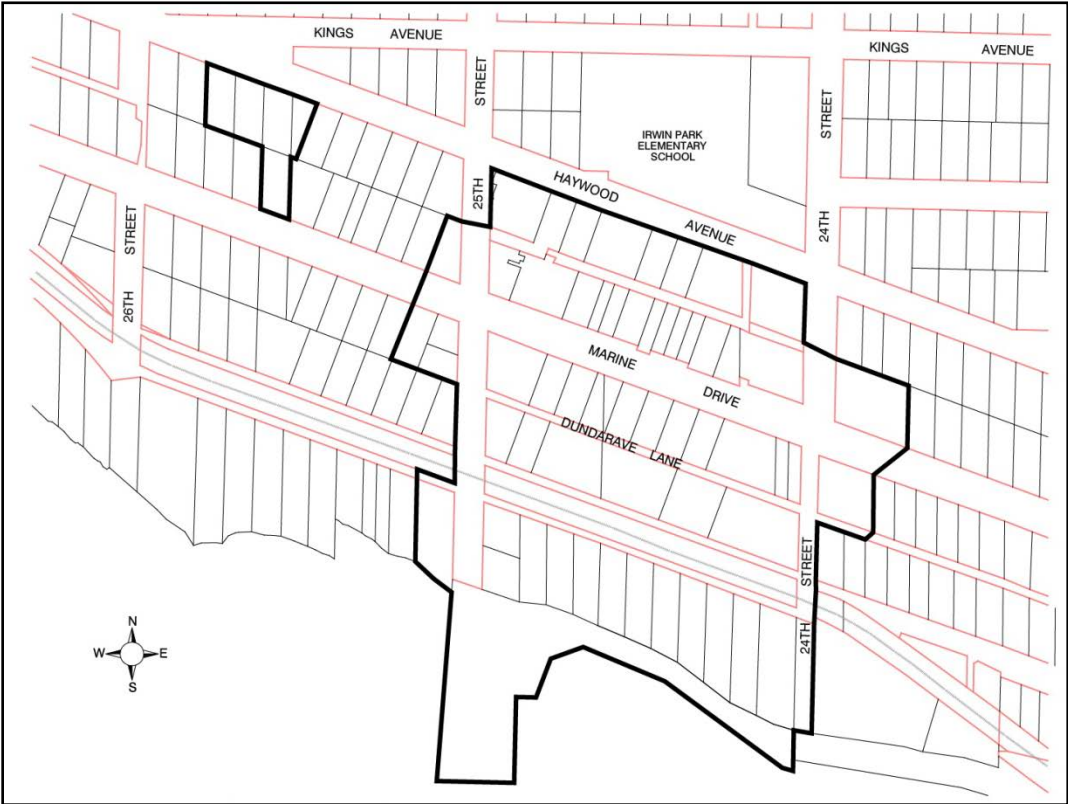 KINGS AVENUE
KINGS AVENUE
STREET
STREET
IRWIN PARK
ELEMENTARY
SCHOOL
HAYWOOD AVENUE
25TH
24TH
STREET
26TH
MARINE DRIVE
DUNDARAVE LANE
STREET
24TH
N
W E
S